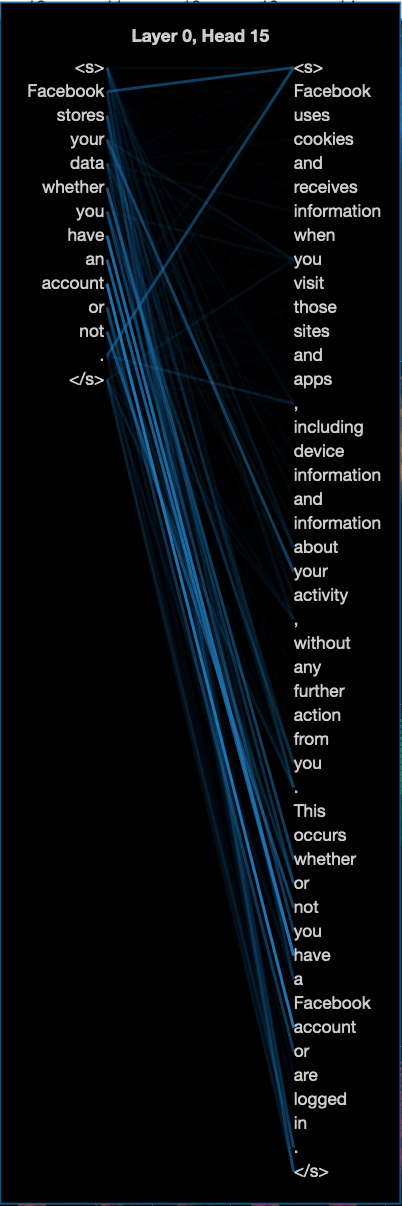 Layer 0, Head 15
<s> <s>
Facebook Facebook
stores uses
your cookies
data and
whether receives
you information
have when
an you
account visit
or those
not sites
. and
</s> apps
,
including
device
information
and
information
about
your
activity
,
without
any
further
action
from
you
.
This
occurs
whether
or
not
you
have
a
Facebook
account
or
are
logged
in
.
</s>